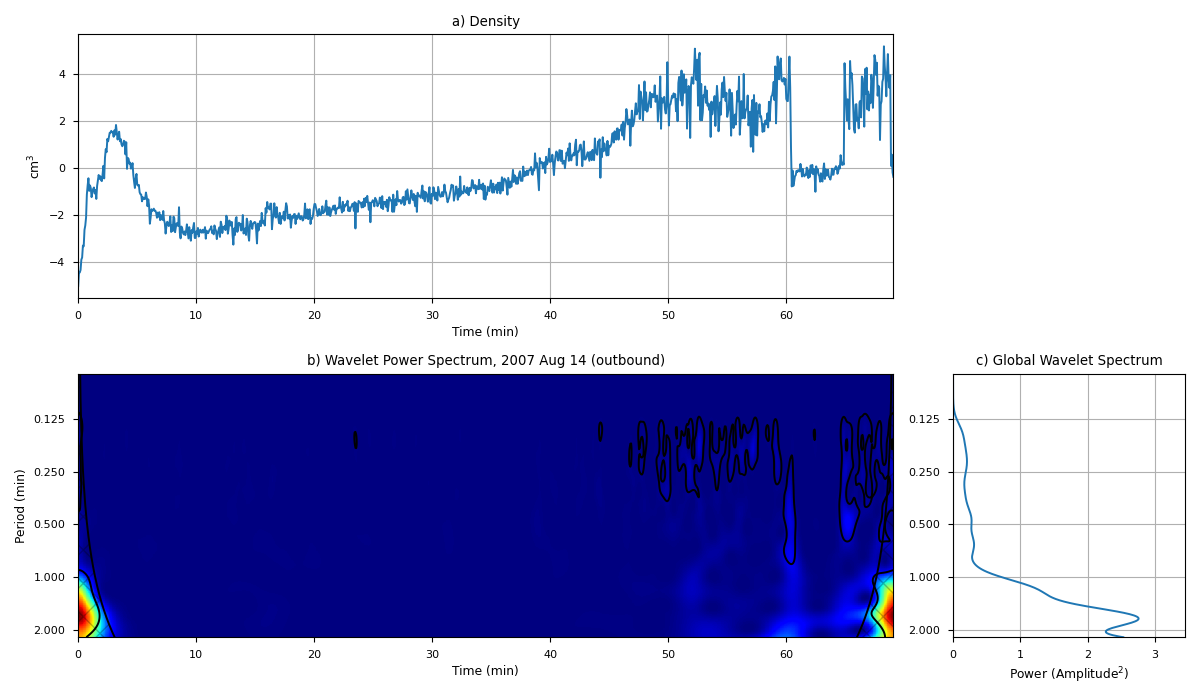 a) Density
4
2
0
−2
−4
cm³
0 10 20 30 40 50 60
Time (min)
b) Wavelet Power Spectrum, 2007 Aug 14 (outbound)
0.125
0.250
0.500
1.000
2.000
Period (min)
0 10 20 30 40 50 60
Time (min)
c) Global Wavelet Spectrum
0.125
0.250
0.500
1.000
2.000
0 1 2 3
Power (Amplitude²)